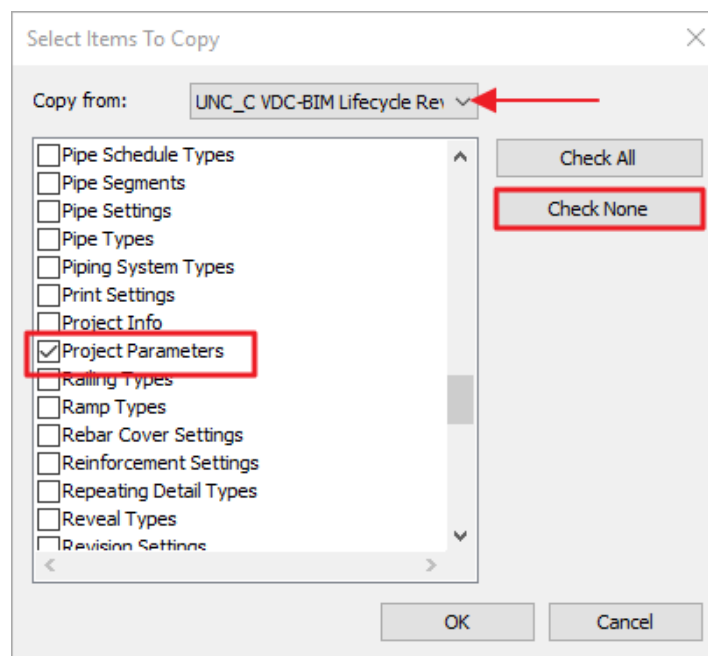 Select Items To Copy
Copy from:
UNC_C VDC-BIM Lifecycle Rev
Check All
Check None
Pipe Schedule Types
Pipe Segments
Pipe Settings
Pipe Types
Piping System Types
Print Settings
Project Info
Project Parameters
Railing Types
Ramp Types
Rebar Cover Settings
Reinforcement Settings
Repeating Detail Types
Reveal Types
Revision Settings
OK
Cancel